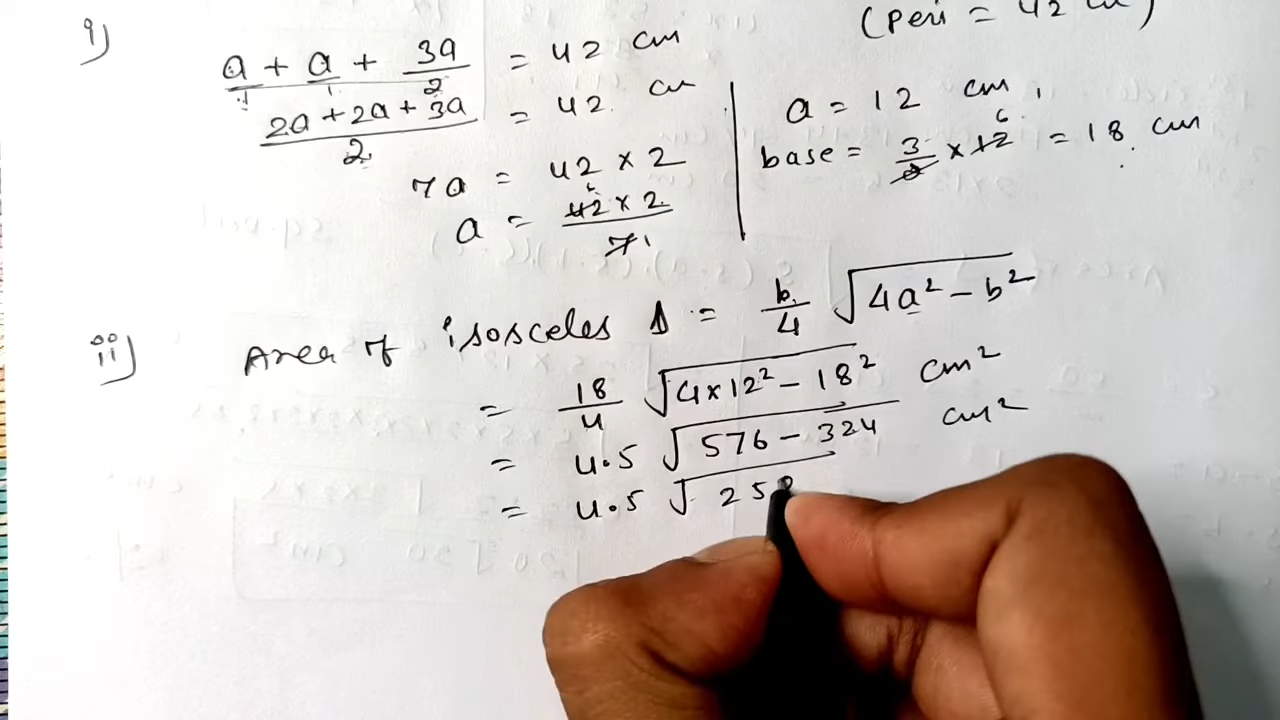 i)
(Peri = 42 cm)
a/1 + a/1 + 3a/2 = 42 cm
(2a + 2a + 3a)/2 = 42 cm
7a = 42 × 2
a = (42 × 2)/7
a = 12 cm
base = 3/2 × 12 = 18 cm
ii) Area of isosceles Δ = b/4 √(4a² − b²)
= 18/4 √(4×12² − 18²) cm²
= 4.5 √(576 − 324) cm²
= 4.5 √25